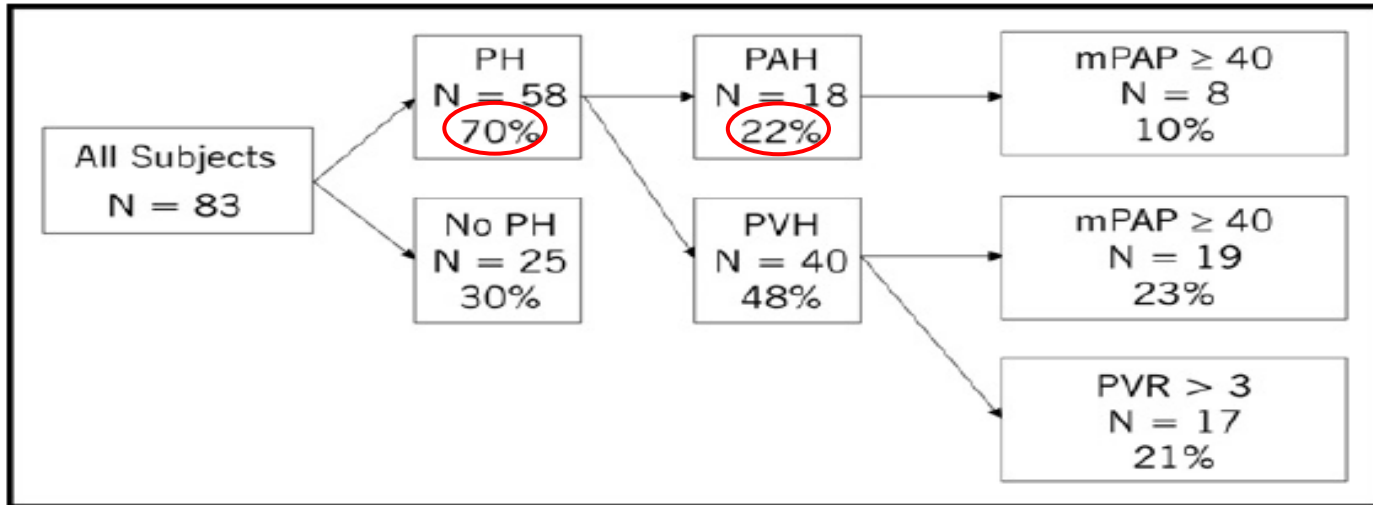 All Subjects
N = 83
PH
N = 58
70%
No PH
N = 25
30%
PAH
N = 18
22%
PVH
N = 40
48%
mPAP ≥ 40
N = 8
10%
mPAP ≥ 40
N = 19
23%
PVR > 3
N = 17
21%